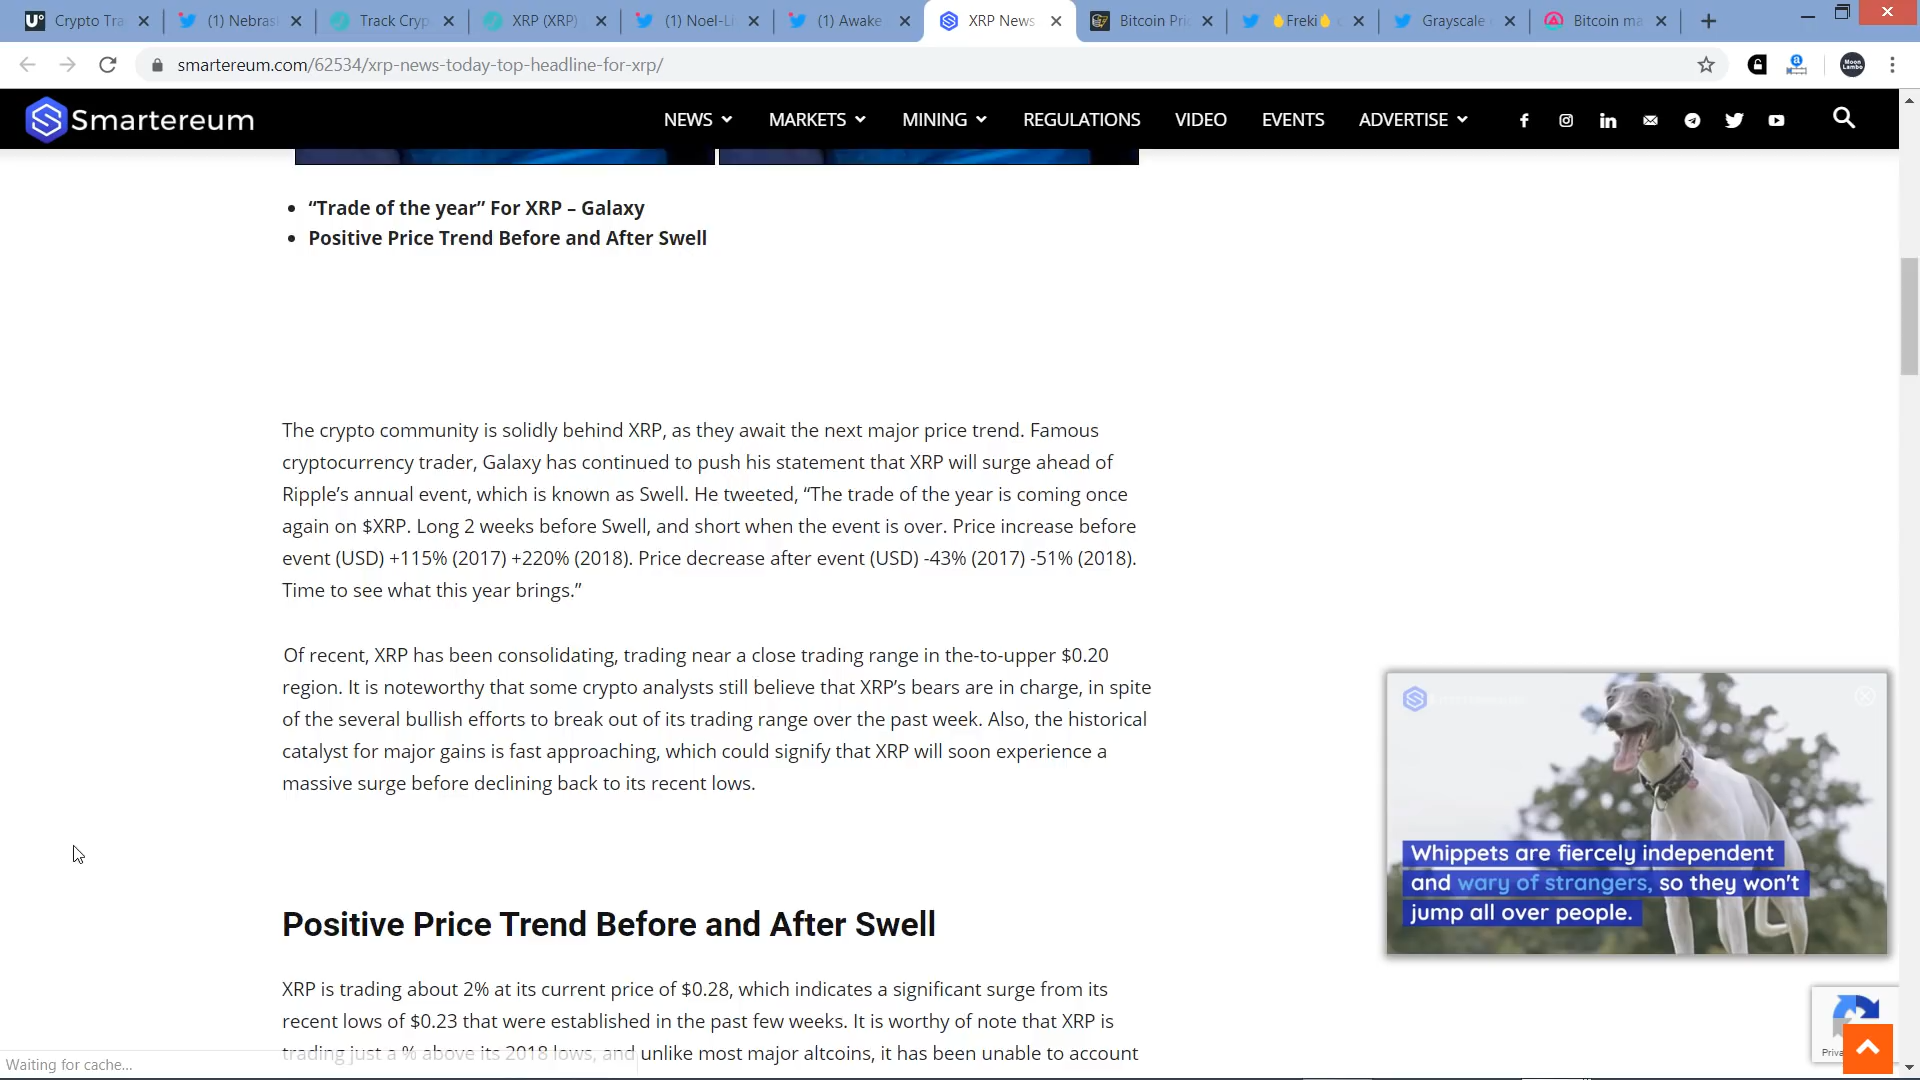 Crypto Tra
(1) Nebras
Track Cryp
XRP (XRP)
(1) Noel-Li
(1) Awake
XRP News
Bitcoin Pric
Freki
Grayscale
Bitcoin ma
smartereum.com/62534/xrp-news-today-top-headline-for-xrp/
Moon Lambo
Smartereum
NEWS MARKETS MINING REGULATIONS VIDEO EVENTS ADVERTISE
• “Trade of the year” For XRP – Galaxy
• Positive Price Trend Before and After Swell
The crypto community is solidly behind XRP, as they await the next major price trend. Famous
cryptocurrency trader, Galaxy has continued to push his statement that XRP will surge ahead of
Ripple’s annual event, which is known as Swell. He tweeted, “The trade of the year is coming once
again on $XRP. Long 2 weeks before Swell, and short when the event is over. Price increase before
event (USD) +115% (2017) +220% (2018). Price decrease after event (USD) -43% (2017) -51% (2018).
Time to see what this year brings.”
Of recent, XRP has been consolidating, trading near a close trading range in the-to-upper $0.20
region. It is noteworthy that some crypto analysts still believe that XRP’s bears are in charge, in spite
of the several bullish efforts to break out of its trading range over the past week. Also, the historical
catalyst for major gains is fast approaching, which could signify that XRP will soon experience a
massive surge before declining back to its recent lows.
Whippets are fiercely independent
and wary of strangers, so they won't
jump all over people.
Positive Price Trend Before and After Swell
XRP is trading about 2% at its current price of $0.28, which indicates a significant surge from its
recent lows of $0.23 that were established in the past few weeks. It is worthy of note that XRP is
trading just a % above its 2018 lows, and unlike most major altcoins, it has been unable to account
Waiting for cache...
Priva